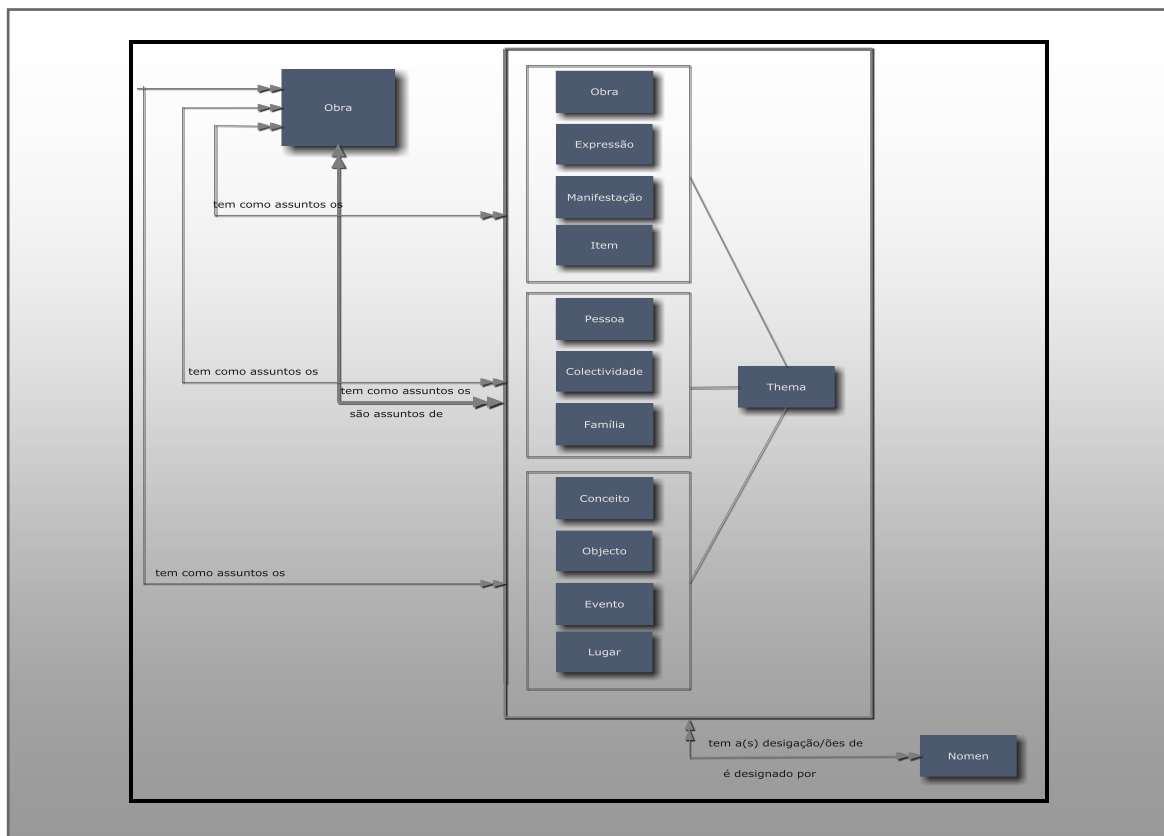 Obra
Obra
Expressão
Manifestação
tem como assuntos os
Item
Pessoa
tem como assuntos os
Colectividade
Thema
tem como assuntos os
são assuntos de
Família
Conceito
Objecto
tem como assuntos os
Evento
Lugar
tem a(s) desigação/ões de
Nomen
é designado por